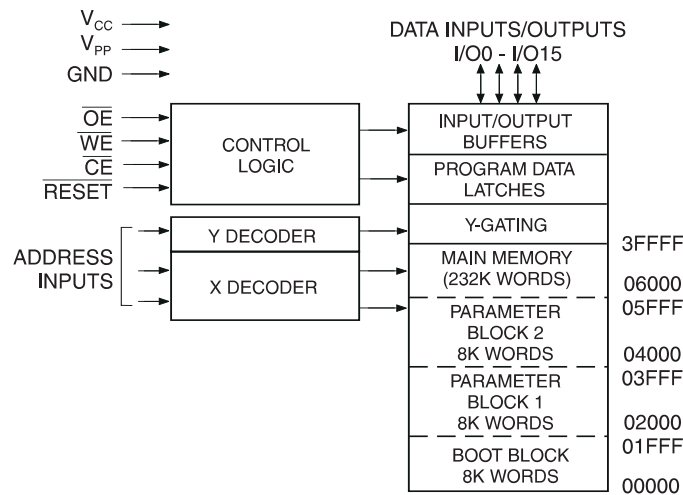 VCC
VPP
GND
DATA INPUTS/OUTPUTS
I/O0 - I/O15
OE
WE
CE
RESET
CONTROL
LOGIC
INPUT/OUTPUT
BUFFERS
PROGRAM DATA
LATCHES
ADDRESS
INPUTS
Y DECODER
X DECODER
Y-GATING
MAIN MEMORY
(232K WORDS)
PARAMETER
BLOCK 2
8K WORDS
PARAMETER
BLOCK 1
8K WORDS
BOOT BLOCK
8K WORDS
3FFFF
06000
05FFF
04000
03FFF
02000
01FFF
00000